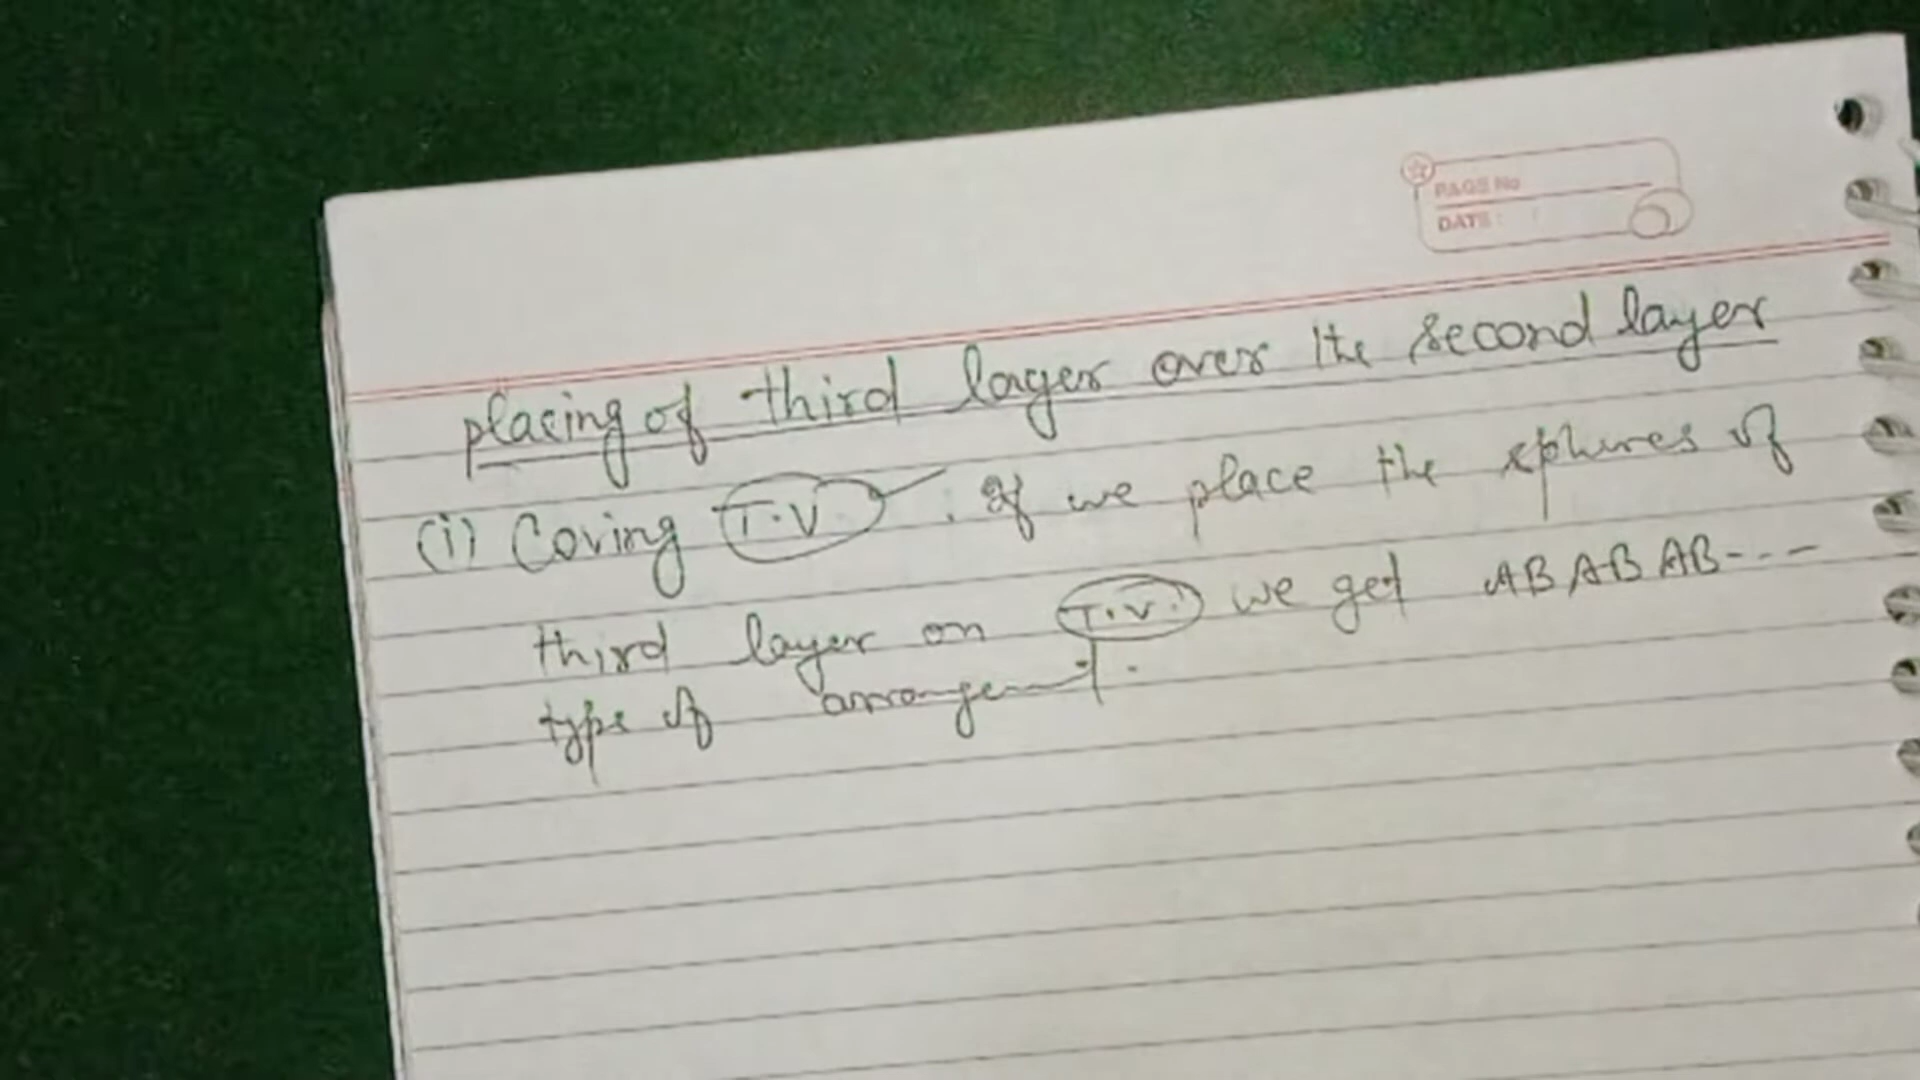 PAGE No
DATE :
placing of third layer over the second layer
(i) Coving T.V. . If we place the spheres of
third layer on T.V. we get ABABAB---
type of arrangement.